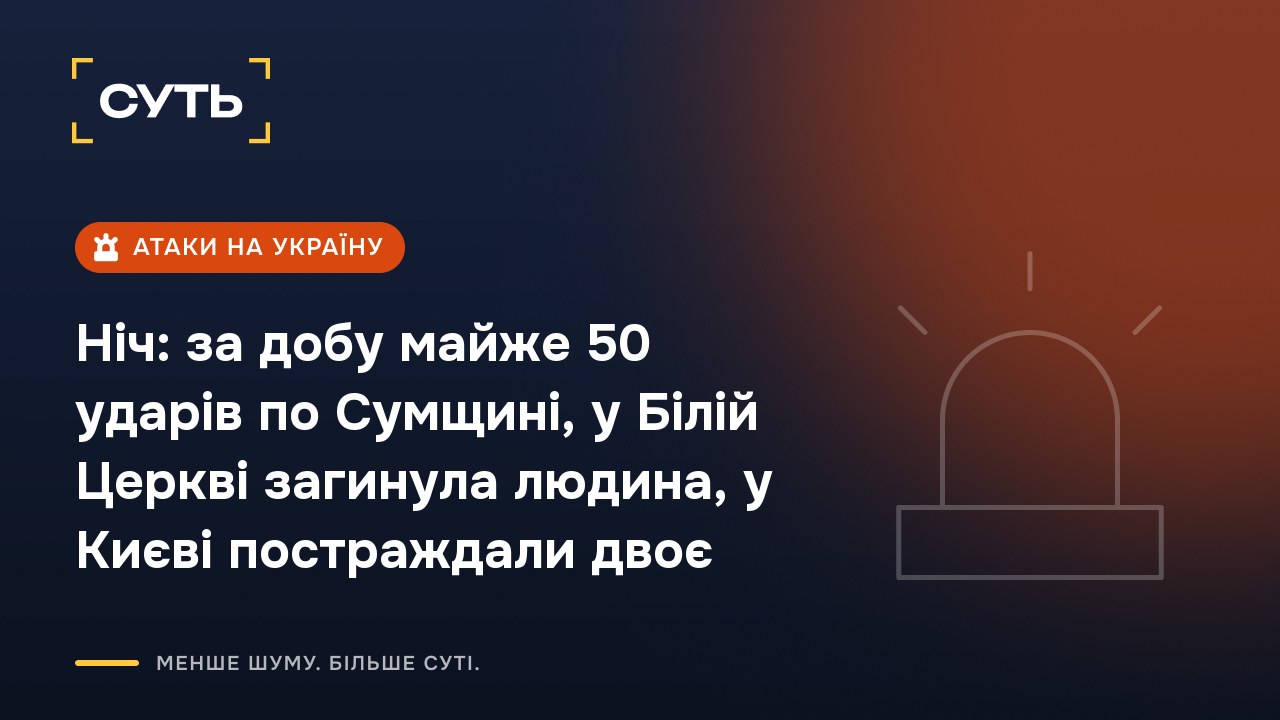 СУТЬ
АТАКИ НА УКРАЇНУ
Ніч: за добу майже 50
ударів по Сумщині, у Білій
Церкві загинула людина, у
Києві постраждали двоє
МЕНШЕ ШУМУ. БІЛЬШЕ СУТІ.